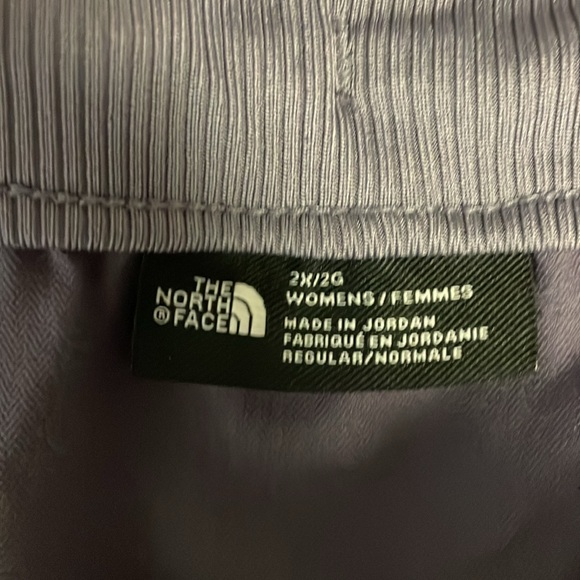 THE
NORTH
® FACE
2X/2G
WOMENS/FEMMES
MADE IN JORDAN
FABRIQUÉ EN JORDANIE
REGULAR/NORMALE